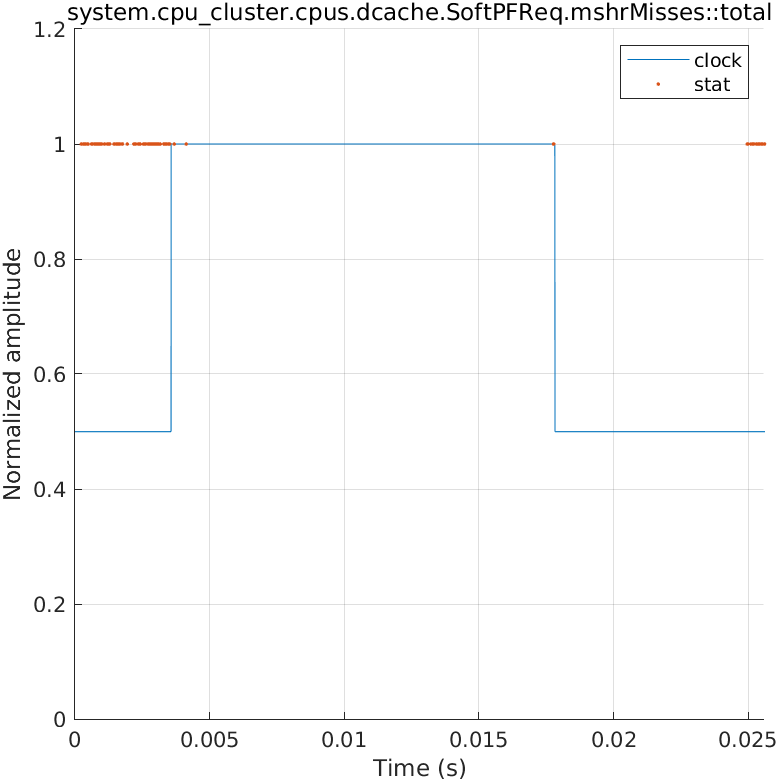 system.cpu_cluster.cpus.dcache.SoftPFReq.mshrMisses::total
clock
stat
Normalized amplitude
1.2
1
0.8
0.6
0.4
0.2
0
0 0.005 0.01 0.015 0.02 0.025
Time (s)